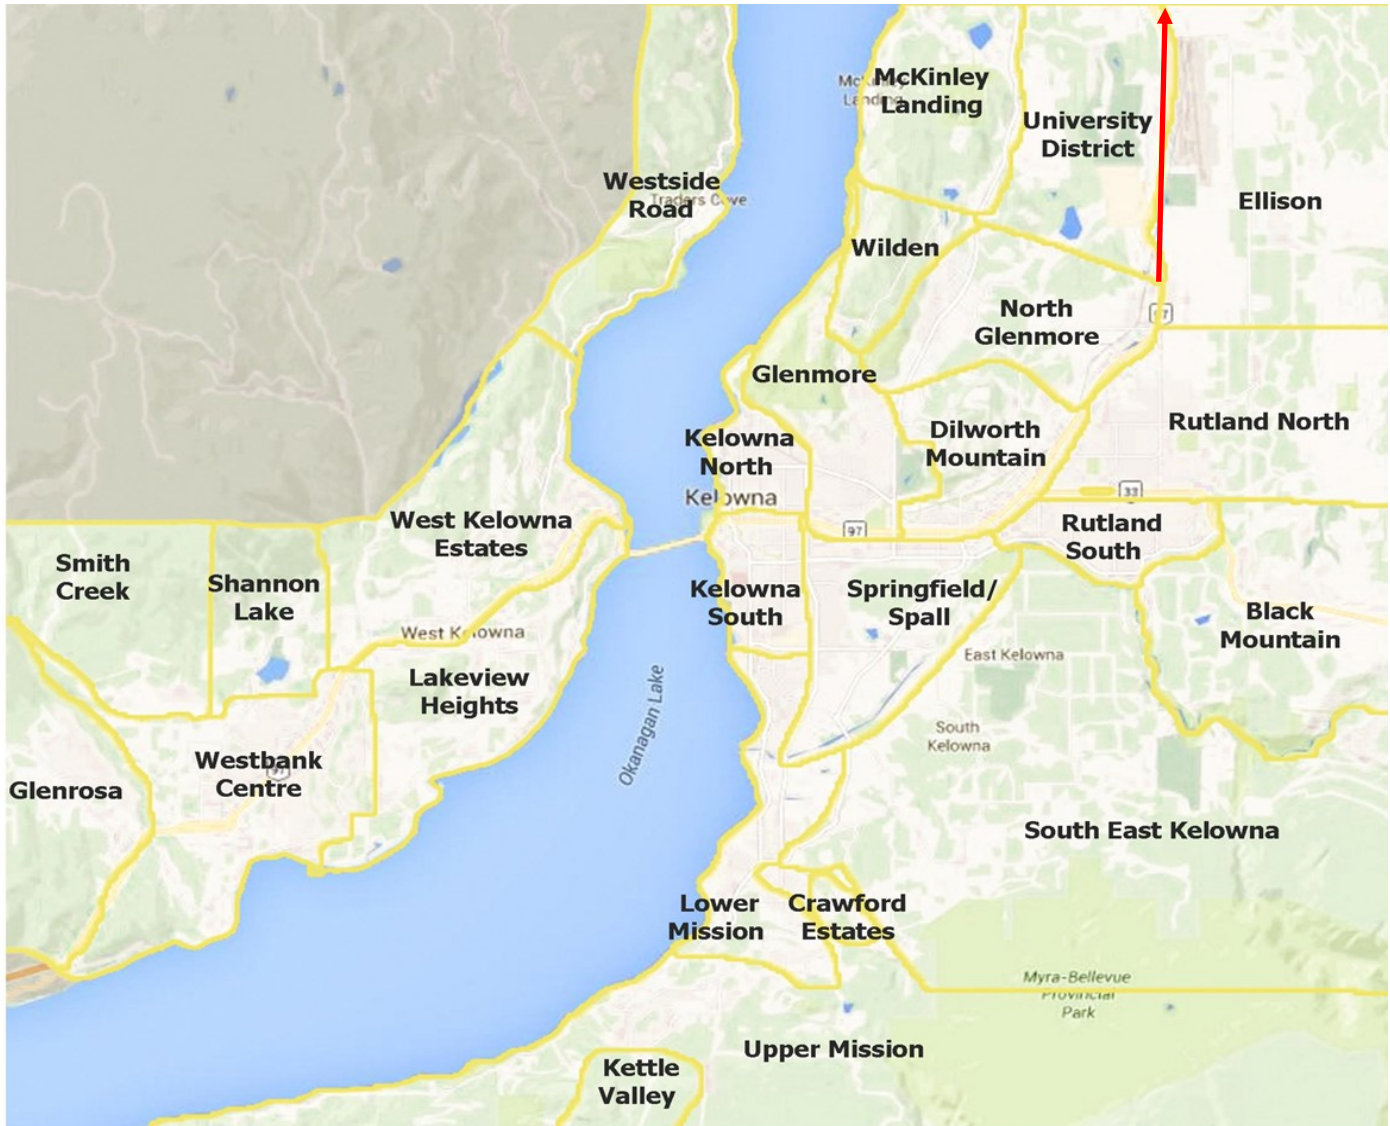 McKinley
Landing
University
District
Westside
Road
Traders Cove
Ellison
Wilden
North
Glenmore
Glenmore
Rutland North
Dilworth
Mountain
Kelowna
North
33
Kelowna
West Kelowna
Estates
97
Rutland
South
Smith
Creek
Shannon
Lake
Kelowna
South
Springfield/
Spall
Black
Mountain
West Kelowna
East Kelowna
Lakeview
Heights
Okanagan Lake
South
Kelowna
Westbank
Centre
97
Glenrosa
South East Kelowna
Lower
Mission
Crawford
Estates
Myra-Bellevue
Provincial
Park
Upper Mission
Kettle
Valley